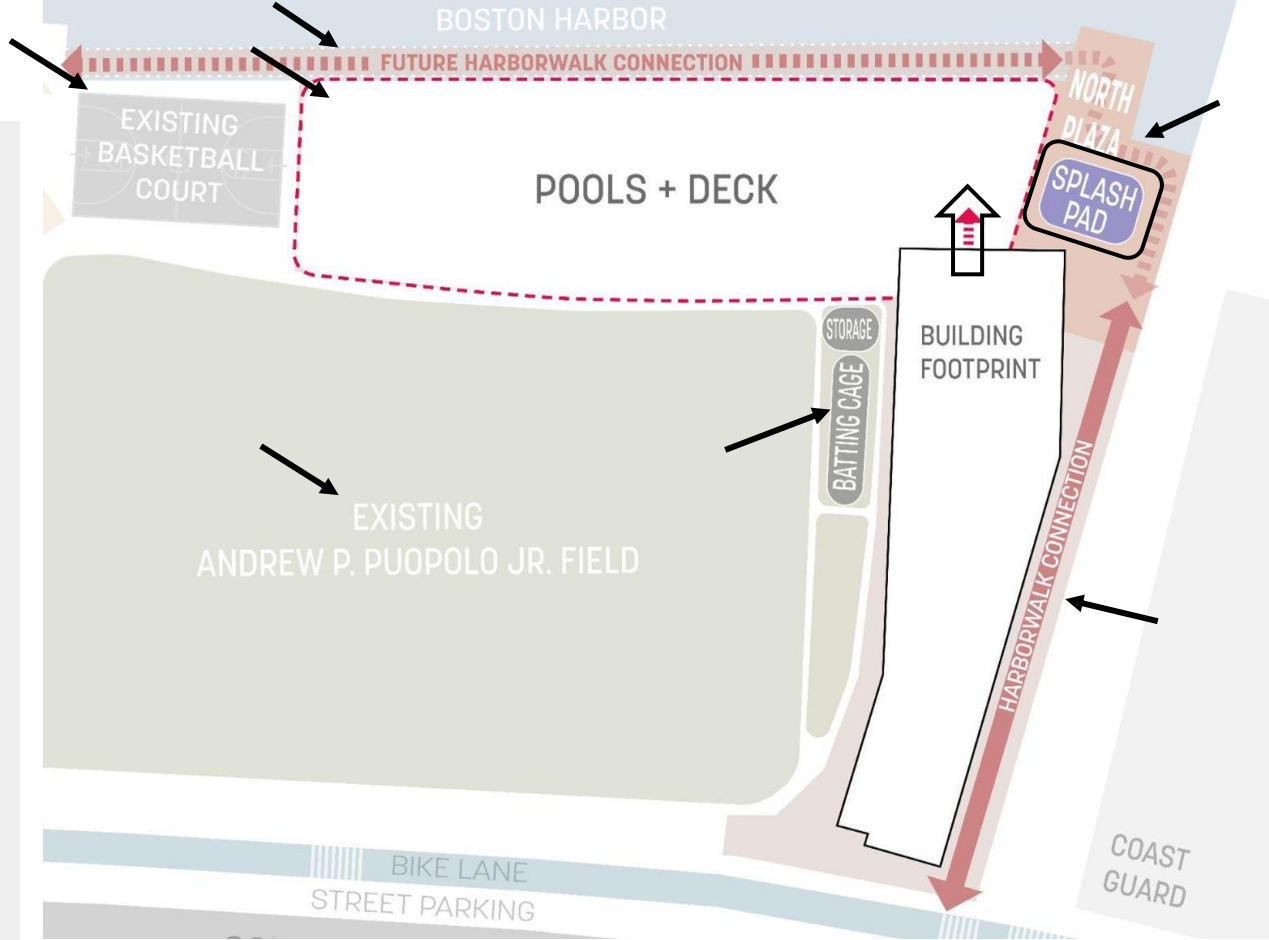 BOSTON HARBOR
FUTURE HARBORWALK CONNECTION
NORTH
PLAZA
EXISTING
BASKETBALL
COURT
POOLS + DECK
SPLASH
PAD
STORAGE
BATTING CAGE
BUILDING
FOOTPRINT
EXISTING
ANDREW P. PUOPOLO JR. FIELD
HARBORWALK CONNECTION
COAST
GUARD
BIKE LANE
STREET PARKING